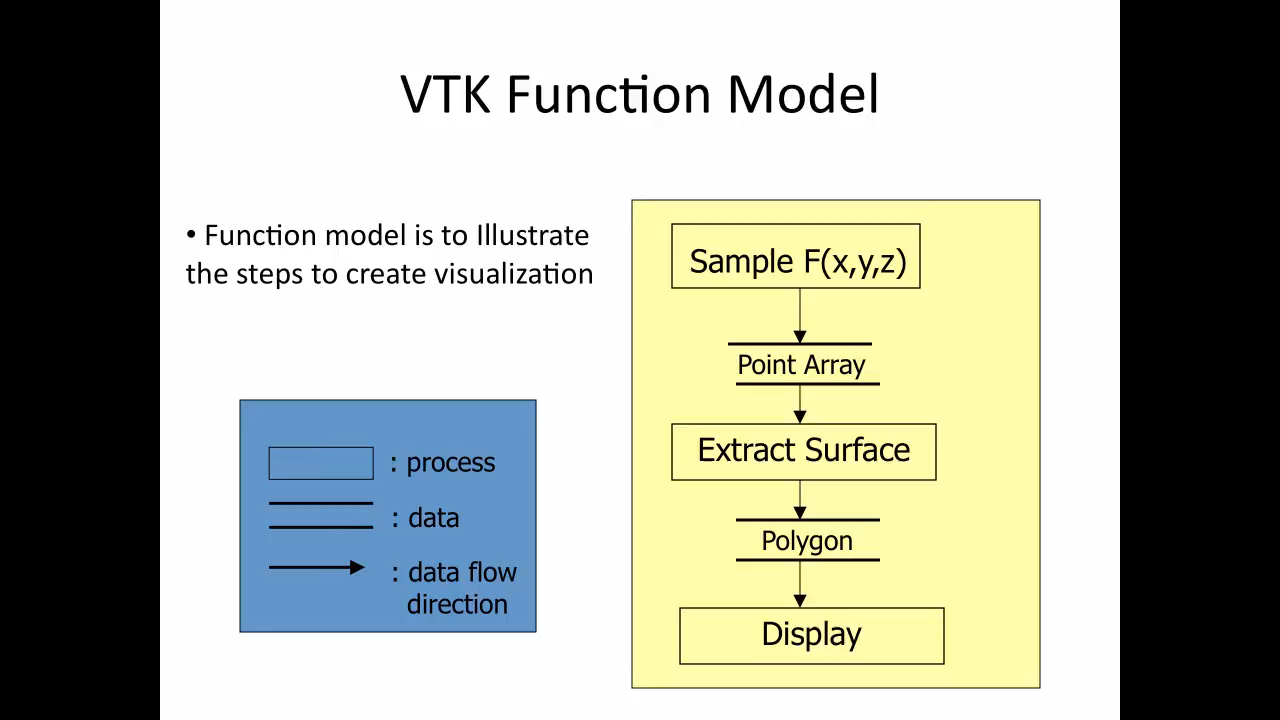 VTK Function Model
• Function model is to Illustrate
the steps to create visualization
: process
: data
: data flow
direction
Sample F(x,y,z)
Point Array
Extract Surface
Polygon
Display